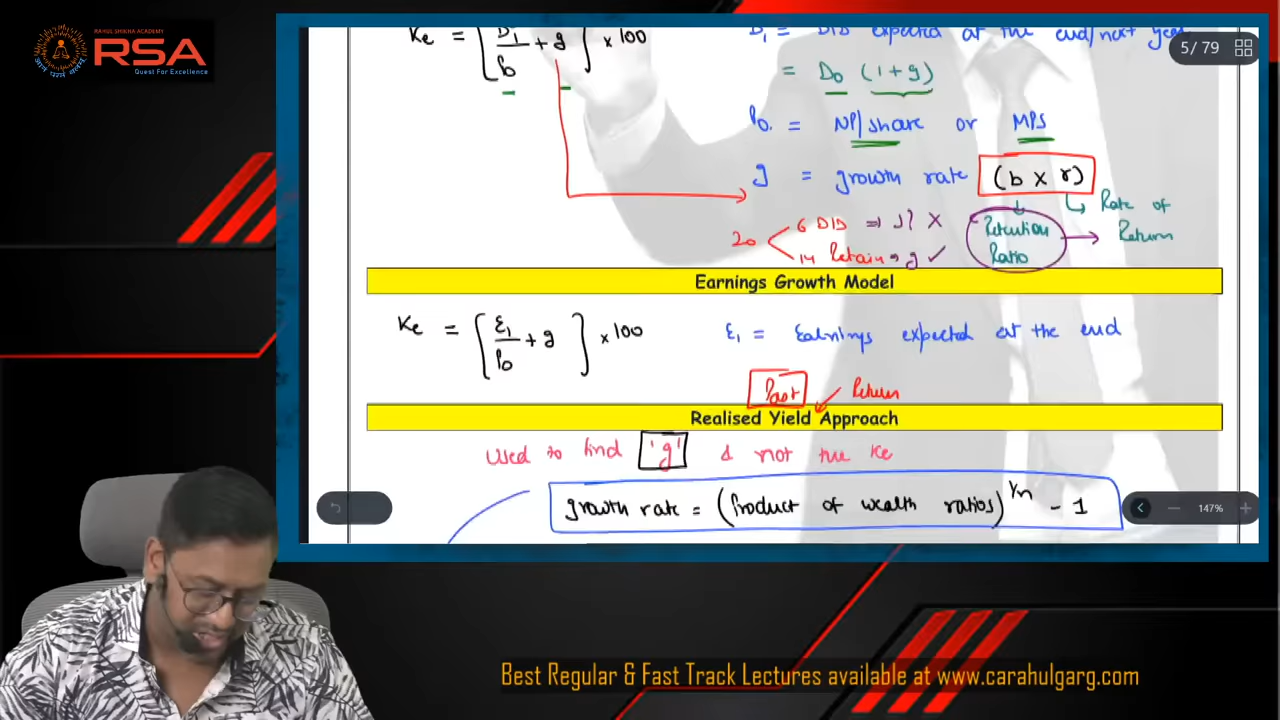 RAHUL SHIKHA ACADEMY
RSA
Quest For Excellence
5 / 79
Ke = [D1/P0 + g] × 100
D1 = DID expected at the end/next year
= D0 (1+g)
P0. = NP/share or MPS
g = growth rate (b x r)
Rate of Return
Retention Ratio
20
6 DID ⇒ X
14 Retain ⇒ g ✓
Earnings Growth Model
Ke = [E1/P0 + g] × 100
E1 = Earnings expected at the end
Past Return
Realised Yield Approach
Used to find 'g' & not the Ke
growth rate = (Product of wealth ratios)^1/n - 1
147%
Best Regular & Fast Track Lectures available at www.carahulgarg.com